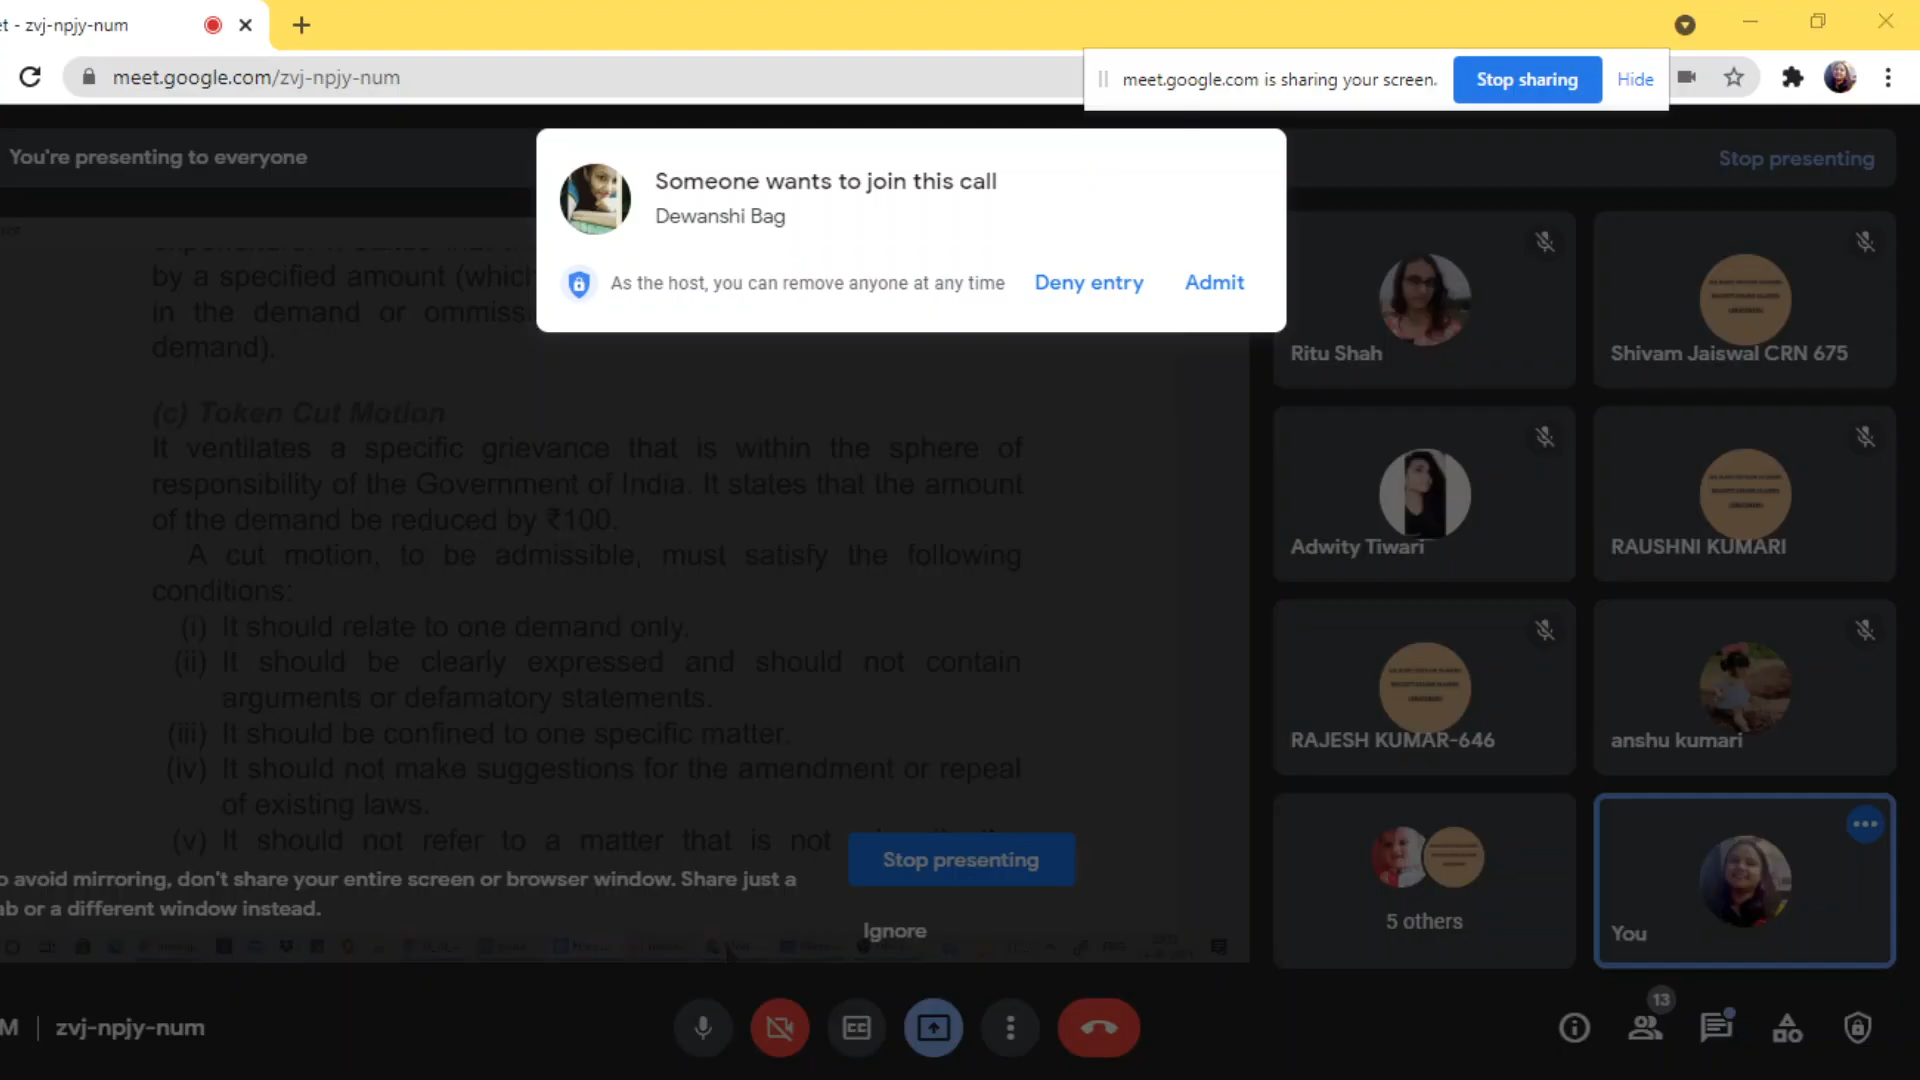 et - zvj-npjy-num
meet.google.com/zvj-npjy-num
meet.google.com is sharing your screen.
Stop sharing
Hide
You're presenting to everyone
Stop presenting
Someone wants to join this call
Dewanshi Bag
As the host, you can remove anyone at any time
Deny entry
Admit
by a specified amount (which
in the demand or ommiss
demand).
(c) Token Cut Motion
It ventilates a specific grievance that is within the sphere of
responsibility of the Government of India. It states that the amount
of the demand be reduced by ₹100.
A cut motion, to be admissible, must satisfy the following
conditions:
(i) It should relate to one demand only.
(ii) It should be clearly expressed and should not contain
arguments or defamatory statements.
(iii) It should be confined to one specific matter.
(iv) It should not make suggestions for the amendment or repeal
of existing laws.
(v) It should not refer to a matter that is not
o avoid mirroring, don't share your entire screen or browser window. Share just a
ab or a different window instead.
Stop presenting
Ignore
Ritu Shah
Shivam Jaiswal CRN 675
Adwity Tiwari
RAUSHNI KUMARI
RAJESH KUMAR-646
anshu kumari
5 others
You
M | zvj-npjy-num
CC
13